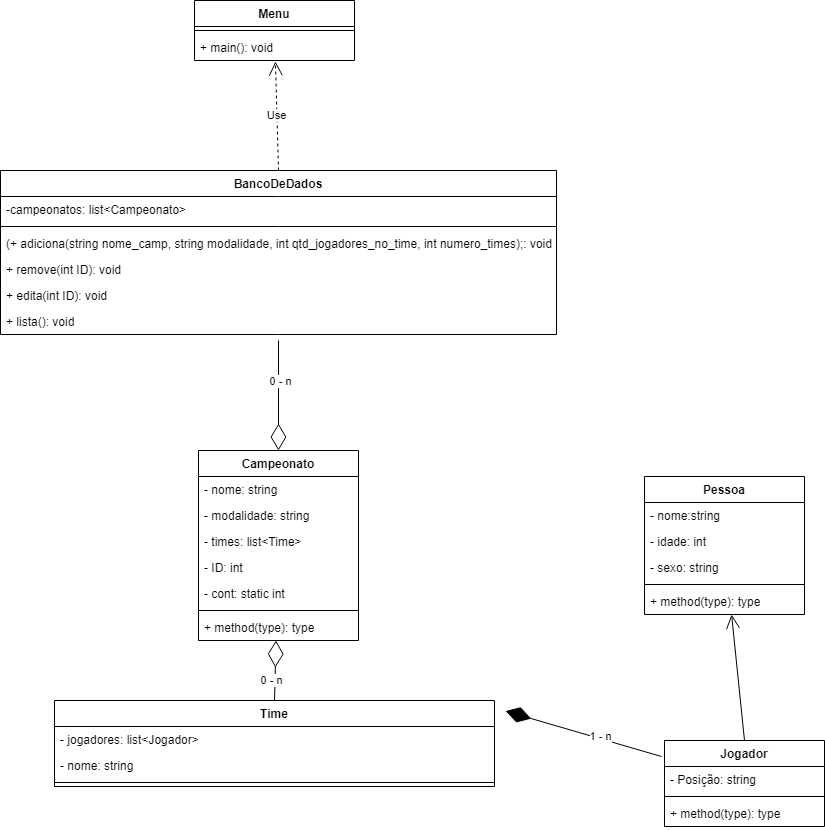 Menu
+ main(): void
Use
BancoDeDados
-campeonatos: list<Campeonato>
(+ adiciona(string nome_camp, string modalidade, int qtd_jogadores_no_time, int numero_times);: void
+ remove(int ID): void
+ edita(int ID): void
+ lista(): void
0 - n
Campeonato
- nome: string
- modalidade: string
- times: list<Time>
- ID: int
- cont: static int
+ method(type): type
Pessoa
- nome:string
- idade: int
- sexo: string
+ method(type): type
0 - n
Time
- jogadores: list<Jogador>
- nome: string
1 - n
Jogador
- Posição: string
+ method(type): type